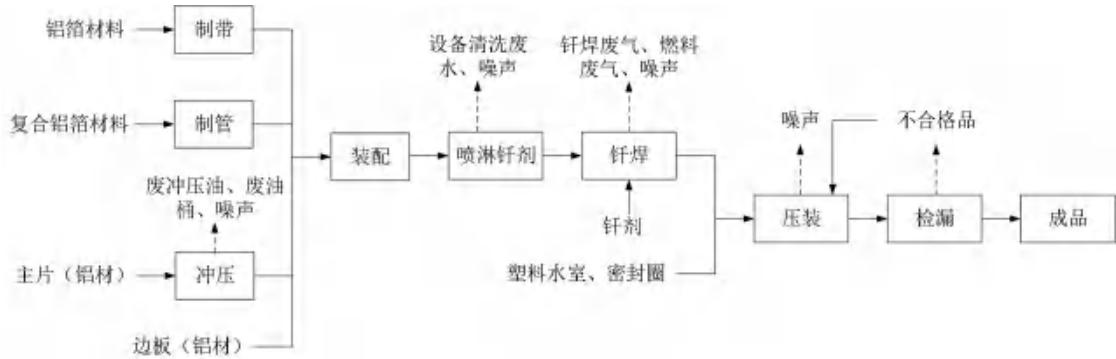 铝箔材料
制带
复合铝箔材料
制管
废冲压油、废油
桶、噪声
主片（铝材）
冲压
边板（铝材）
装配
设备清洗废
水、噪声
喷淋钎剂
钎焊废气、燃料
废气、噪声
钎焊
钎剂
塑料水室、密封圈
噪声
不合格品
压装
检漏
成品